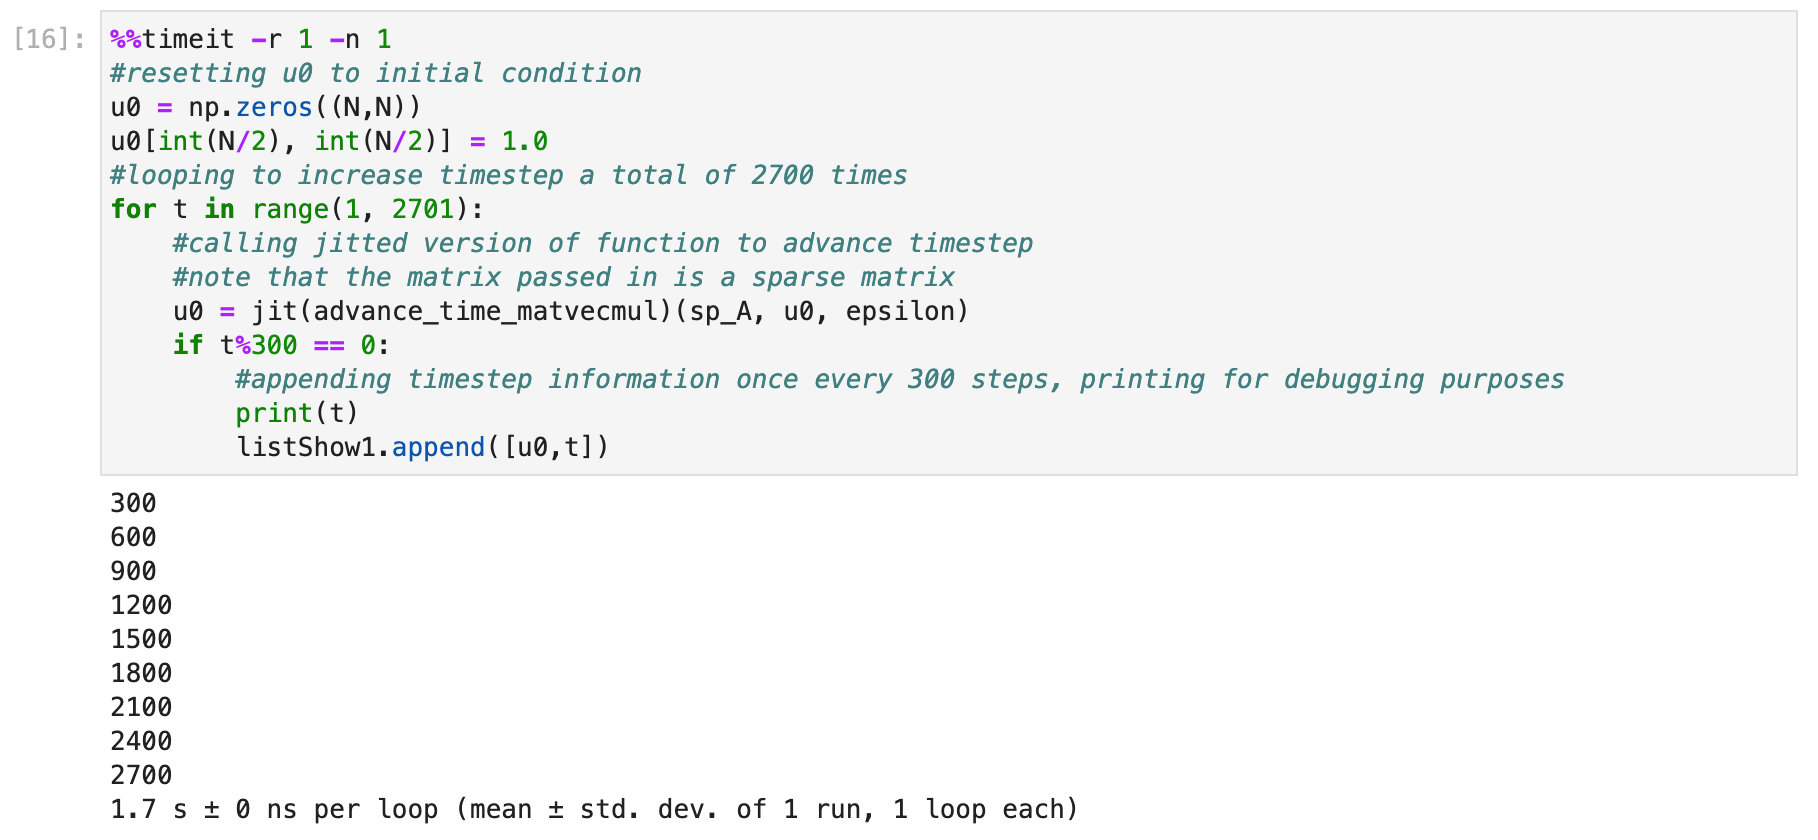 [16]: %%timeit -r 1 -n 1
#resetting u0 to initial condition
u0 = np.zeros((N,N))
u0[int(N/2), int(N/2)] = 1.0
#looping to increase timestep a total of 2700 times
for t in range(1, 2701):
    #calling jitted version of function to advance timestep
    #note that the matrix passed in is a sparse matrix
    u0 = jit(advance_time_matvecmul)(sp_A, u0, epsilon)
    if t%300 == 0:
        #appending timestep information once every 300 steps, printing for debugging purposes
        print(t)
        listShow1.append([u0,t])
300
600
900
1200
1500
1800
2100
2400
2700
1.7 s ± 0 ns per loop (mean ± std. dev. of 1 run, 1 loop each)